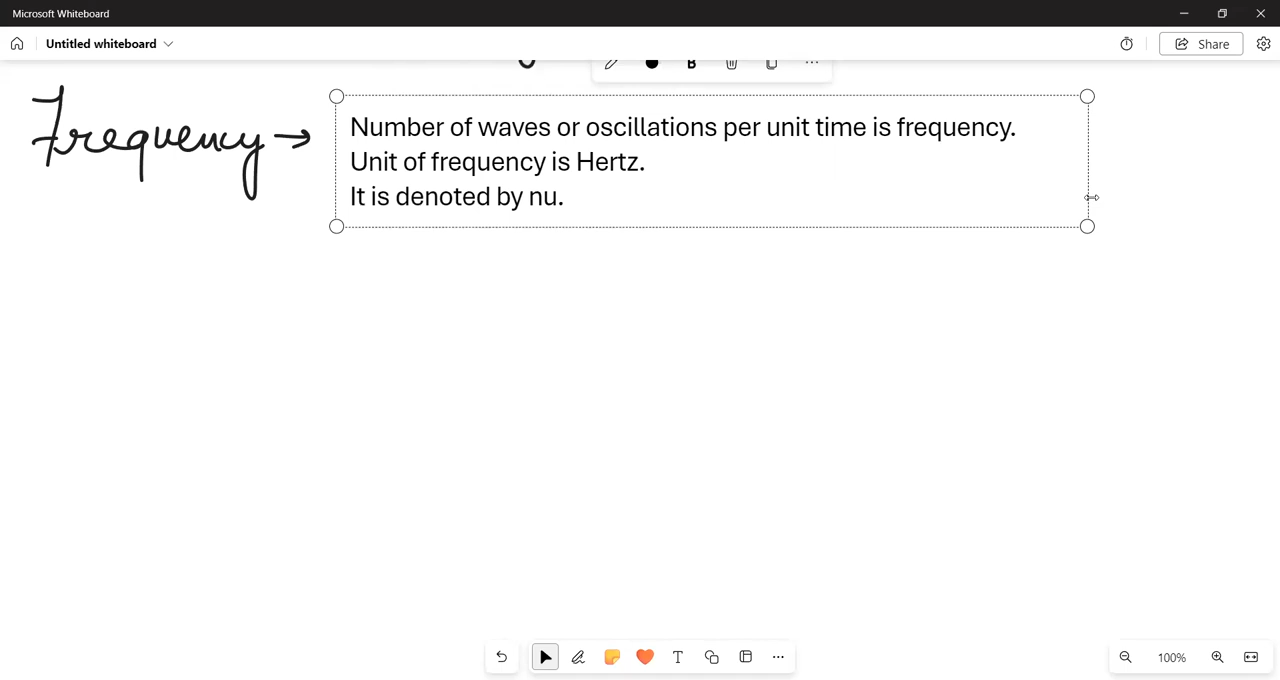 Microsoft Whiteboard
Untitled whiteboard
Share
B
Frequency →
Number of waves or oscillations per unit time is frequency.
Unit of frequency is Hertz.
It is denoted by nu.
T
100%